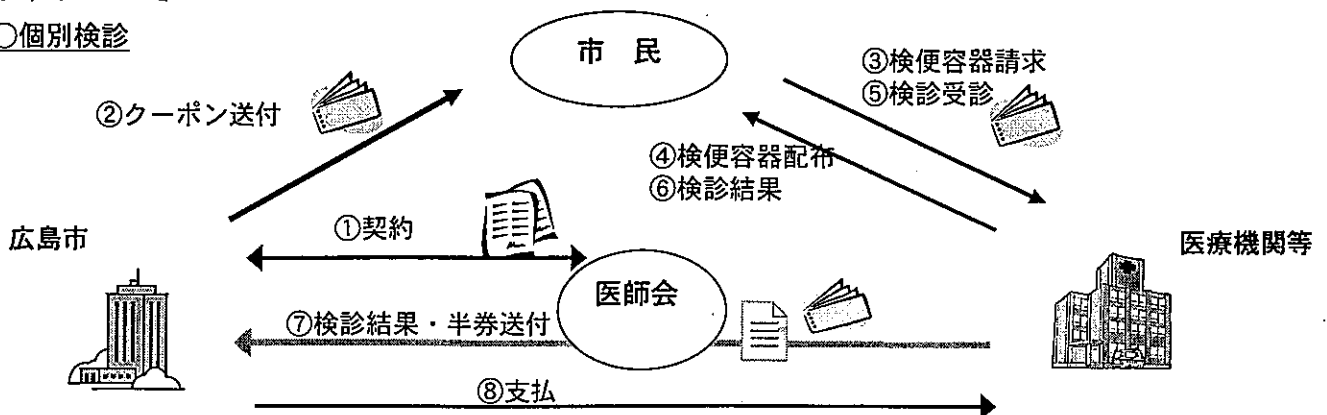 ○個別検診
市 民
③検便容器請求
⑤検診受診
②クーポン送付
④検便容器配布
⑥検診結果
①契約
広島市
医療機関等
医師会
⑦検診結果・半券送付
⑧支払